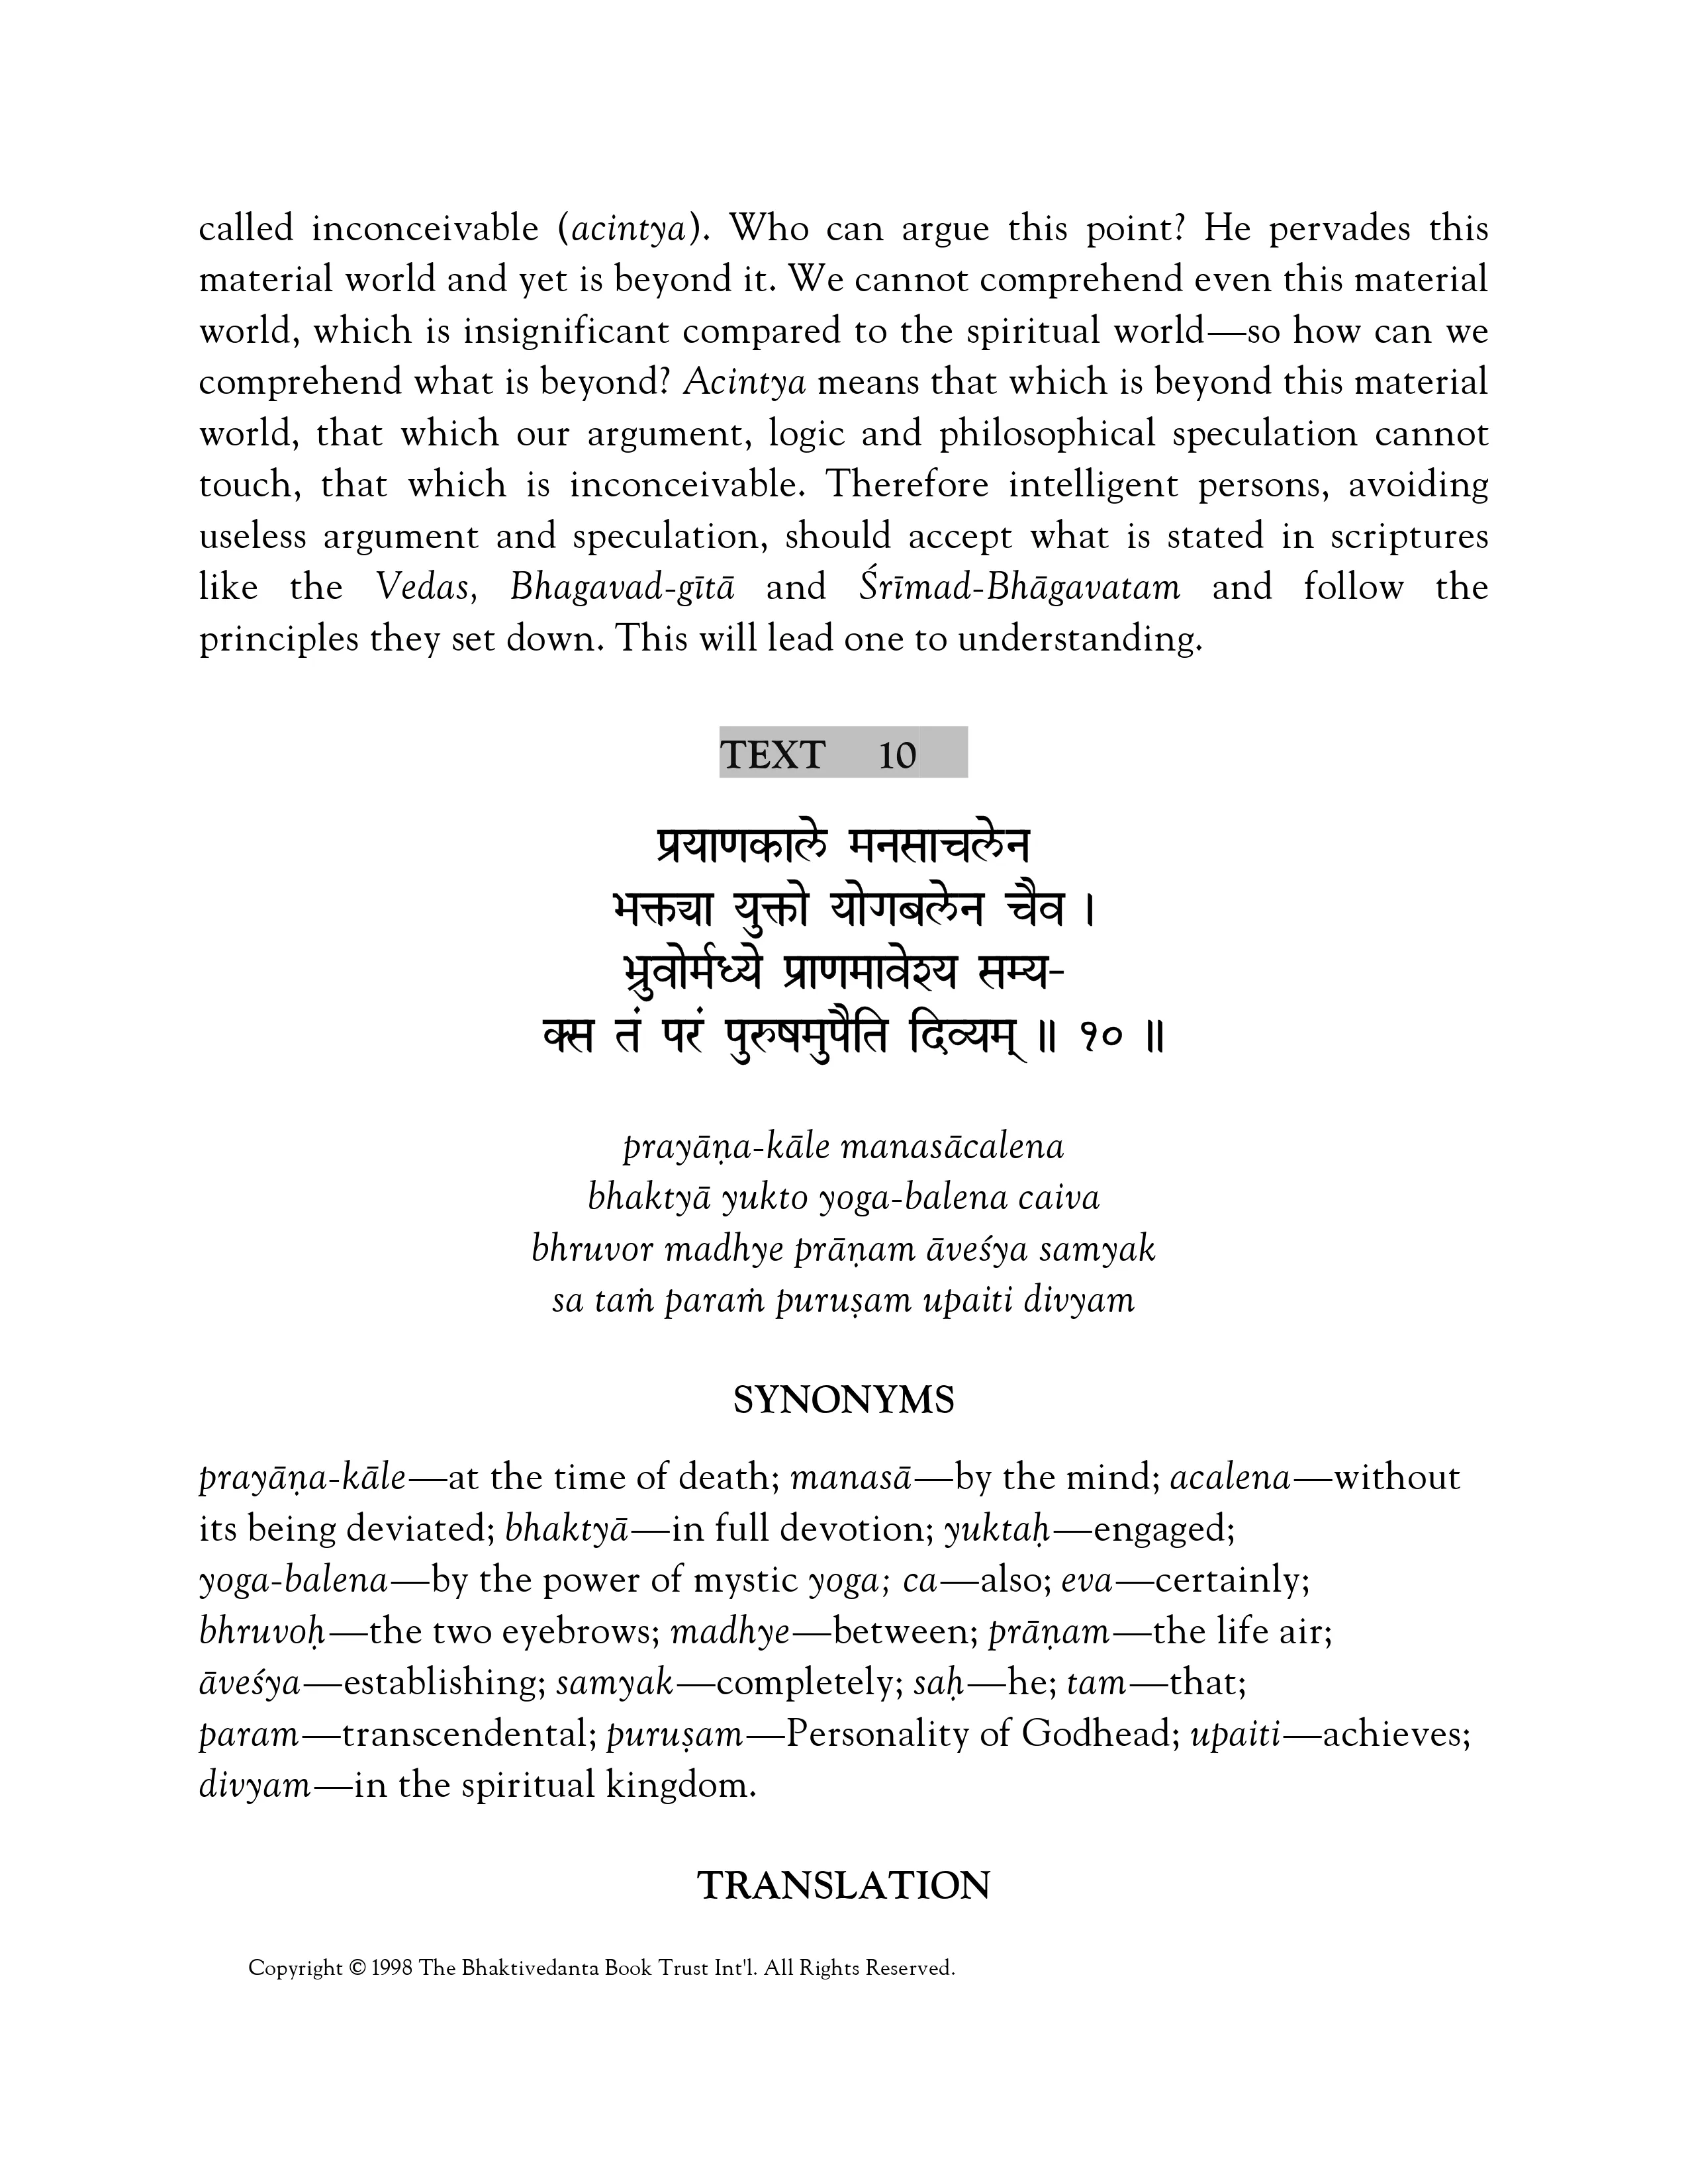 called inconceivable (acintya). Who can argue this point? He pervades this
material world and yet is beyond it. We cannot comprehend even this material
world, which is insignificant compared to the spiritual world—so how can we
comprehend what is beyond? Acintya means that which is beyond this material
world, that which our argument, logic and philosophical speculation cannot
touch, that which is inconceivable. Therefore intelligent persons, avoiding
useless argument and speculation, should accept what is stated in scriptures
like the Vedas, Bhagavad-gītā and Śrīmad-Bhāgavatam and follow the
principles they set down. This will lead one to understanding.
TEXT 10
प्रयाणकाले मनसाचलेन
भक्त्या युक्तो योगबलेन चैव ।
भ्रुवोर्मध्ये प्राणमावेश्य सम्य-
क्स तं परं पुरुषमुपैति दिव्यम् ॥ १० ॥
prayāṇa-kāle manasācalena
bhaktyā yukto yoga-balena caiva
bhruvor madhye prāṇam āveśya samyak
sa taṁ paraṁ puruṣam upaiti divyam
SYNONYMS
prayāṇa-kāle—at the time of death; manasā—by the mind; acalena—without
its being deviated; bhaktyā—in full devotion; yuktaḥ—engaged;
yoga-balena—by the power of mystic yoga; ca—also; eva—certainly;
bhruvoḥ—the two eyebrows; madhye—between; prāṇam—the life air;
āveśya—establishing; samyak—completely; saḥ—he; tam—that;
param—transcendental; puruṣam—Personality of Godhead; upaiti—achieves;
divyam—in the spiritual kingdom.
TRANSLATION
Copyright © 1998 The Bhaktivedanta Book Trust Int'l. All Rights Reserved.